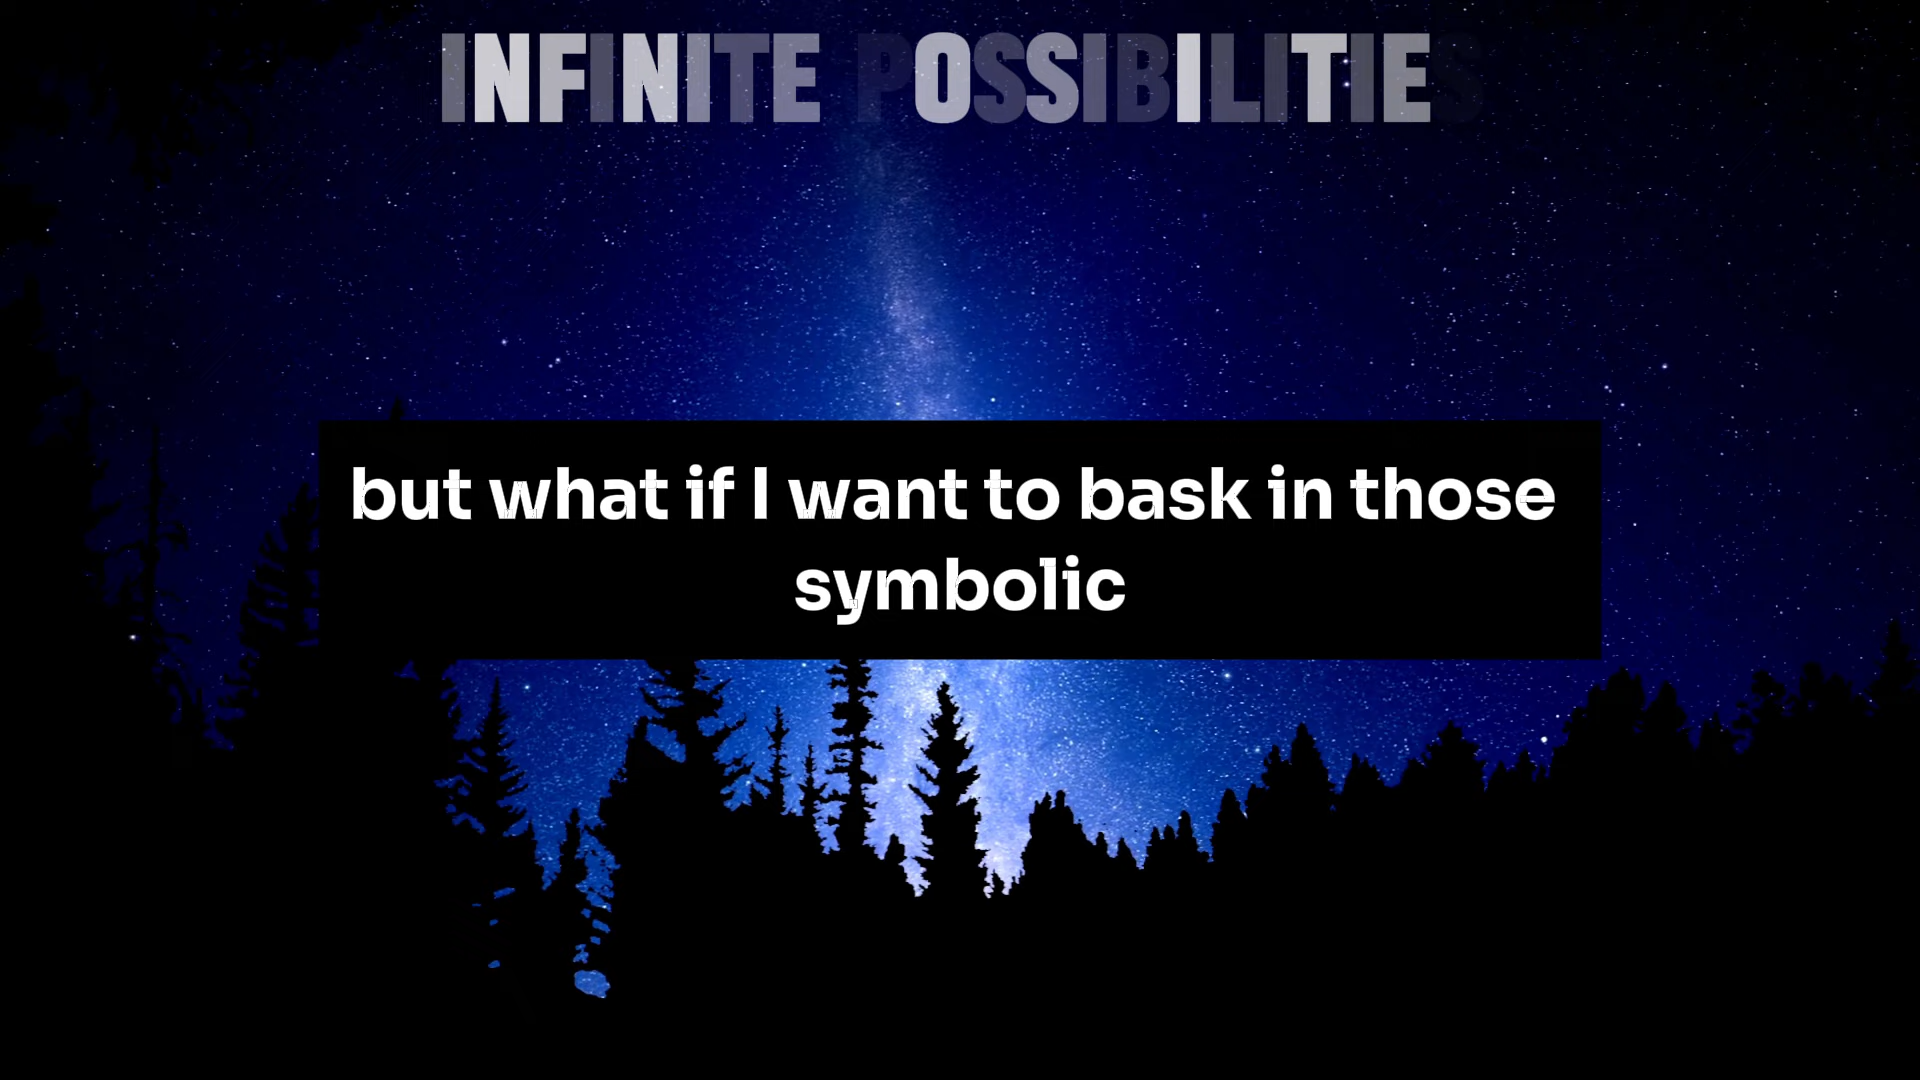 INFINITE POSSIBILITIES
but what if I want to bask in those
symbolic